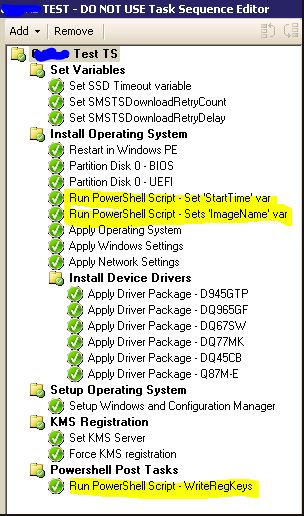 TEST - DO NOT USE Task Sequence Editor
Add Remove
Test TS
Set Variables
Set SSD Timeout variable
Set SMSTSDownloadRetryCount
Set SMSTSDownloadRetryDelay
Install Operating System
Restart in Windows PE
Partition Disk 0 - BIOS
Partition Disk 0 - UEFI
Run PowerShell Script - Set 'StartTime' var
Run PowerShell Script - Sets 'ImageName' var
Apply Operating System
Apply Windows Settings
Apply Network Settings
Install Device Drivers
Apply Driver Package - D945GTP
Apply Driver Package - DQ965GF
Apply Driver Package - DQ67SW
Apply Driver Package - DQ77MK
Apply Driver Package - DQ45CB
Apply Driver Package - Q87M-E
Setup Operating System
Setup Windows and Configuration Manager
KMS Registration
Set KMS Server
Force KMS registration
Powershell Post Tasks
Run PowerShell Script - WriteRegKeys